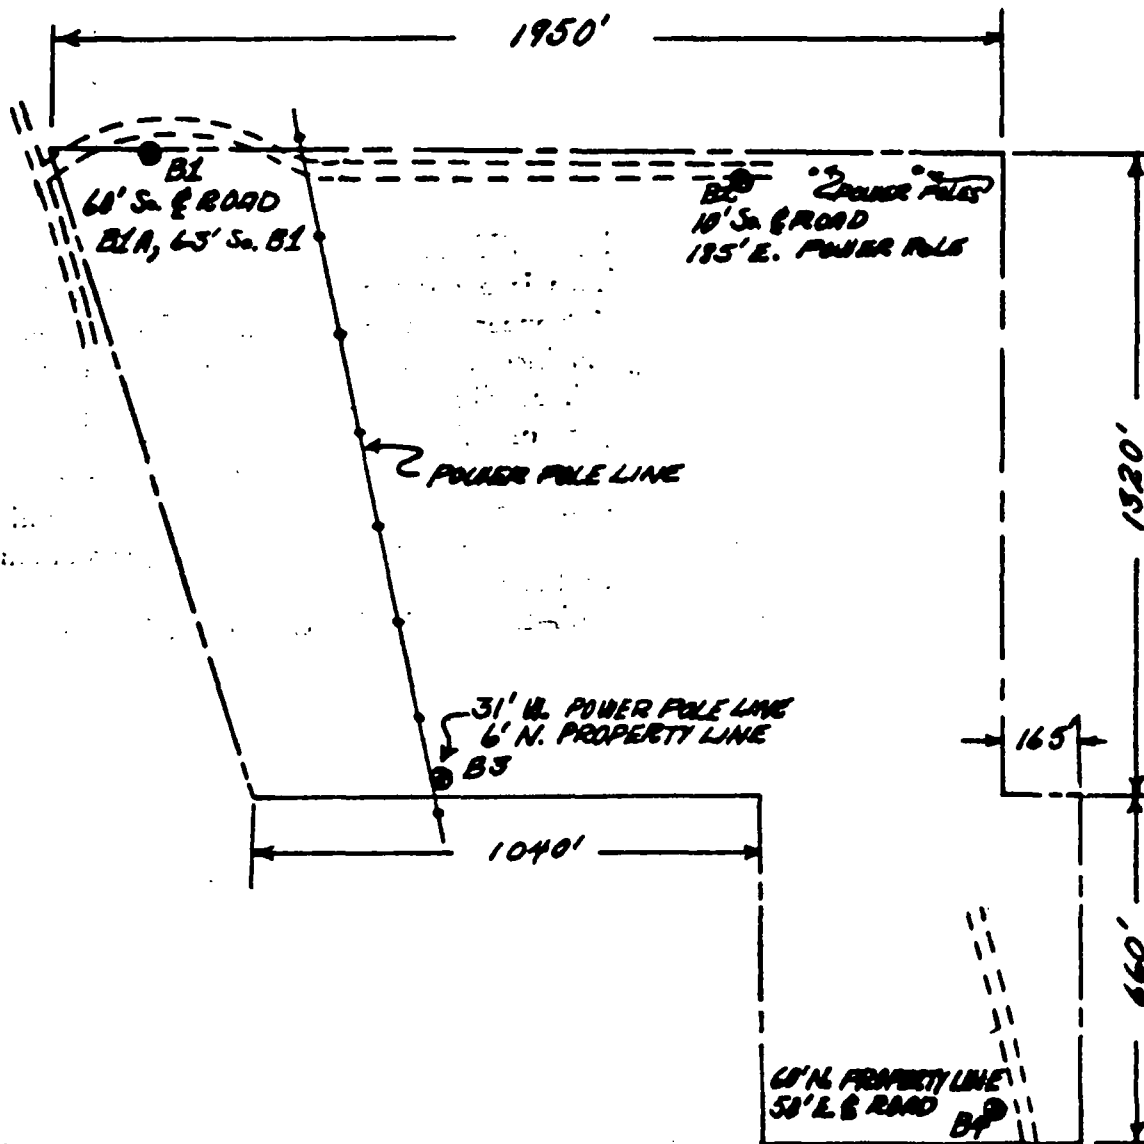 1950'
B1
60' So. ℄ ROAD
B1A, 65' So. B1
B2
POWER POLES
10' So. ℄ ROAD
185' E. POWER POLE
POWER POLE LINE
1320'
31' W. POWER POLE LINE
6' N. PROPERTY LINE
B3
165'
1040'
660'
60' N. PROPERTY LINE
50' E. ℄ ROAD
B4